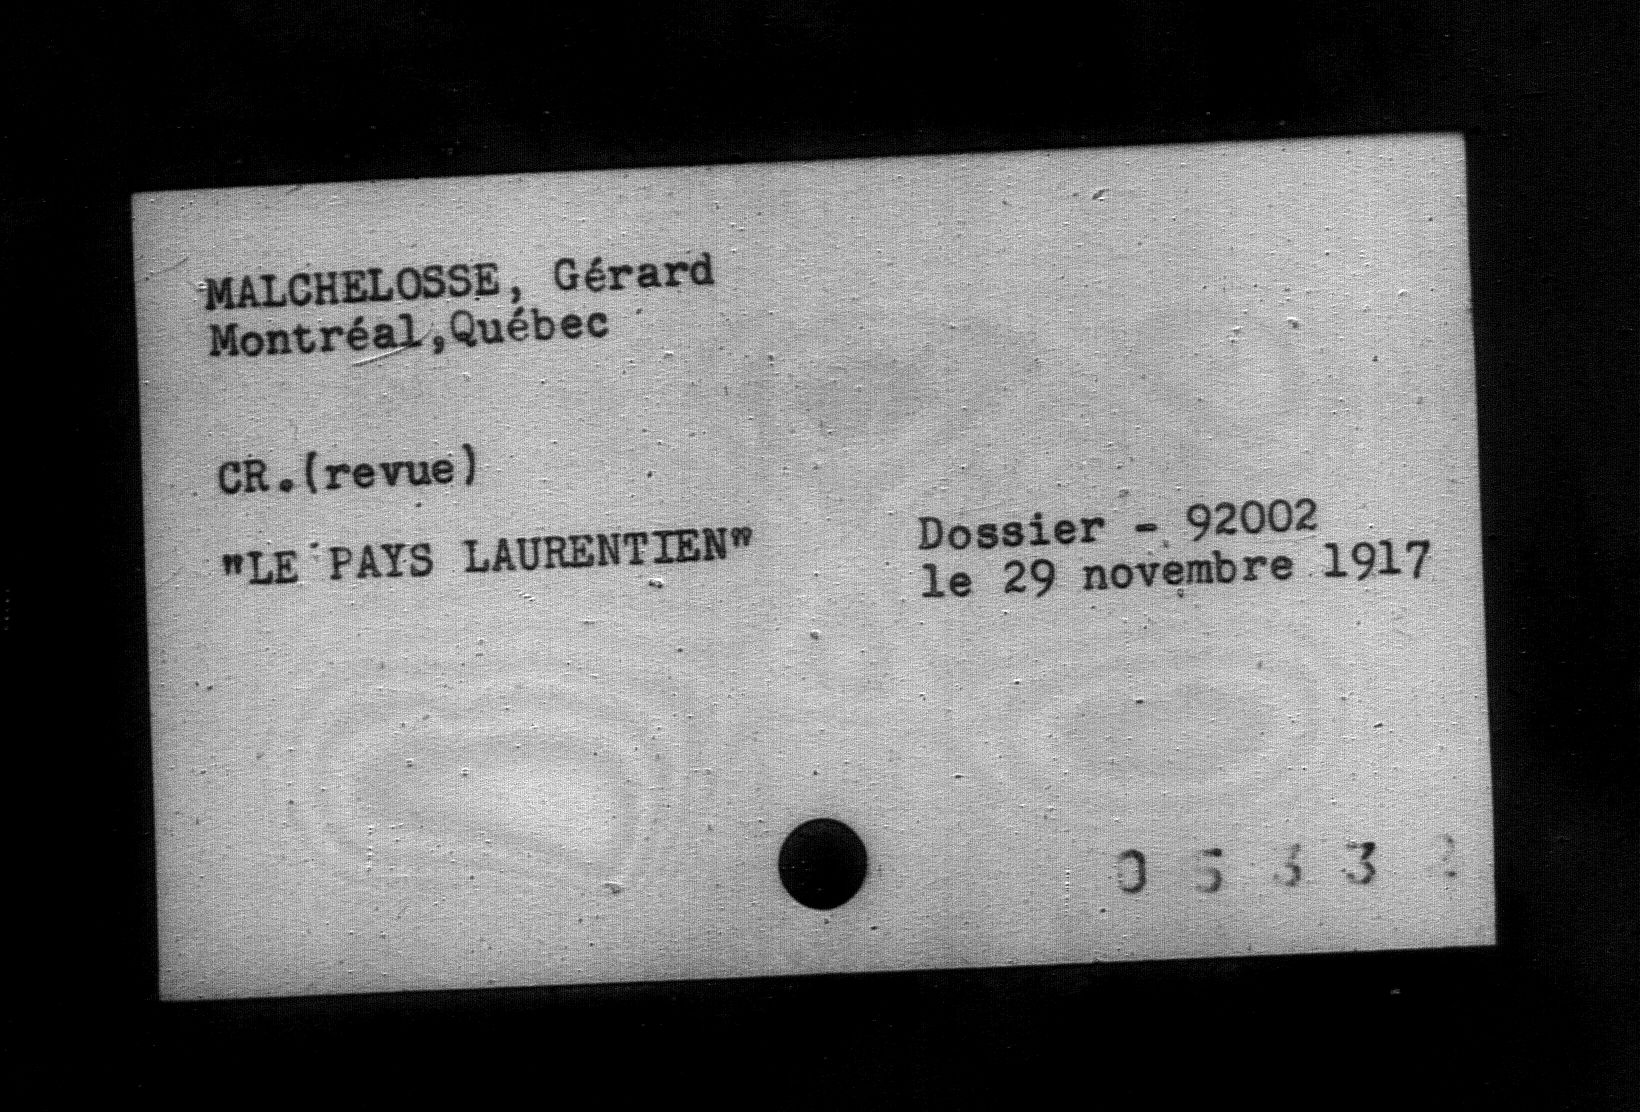 MALCHELOSSE, Gérard
Montréal,Québec
CR.(revue)
"LE PAYS LAURENTIEN"
Dossier - 92002
le 29 novembre 1917